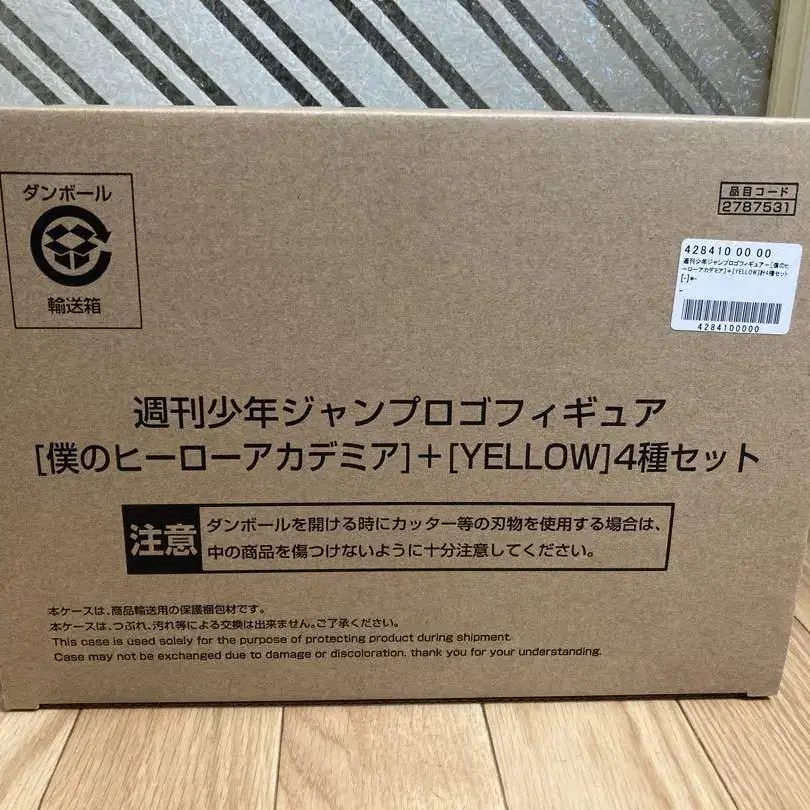 ダンボール
輸送箱
品目コード
2787531
428410 00 00
週刊少年ジャンプロゴフィギュアー[僕のヒ
ーローアカデミア]+[YELLOW]計4種セット
[-]*-
-
4284100000
週刊少年ジャンプロゴフィギュア
[僕のヒーローアカデミア]+[YELLOW]4種セット
注意
ダンボールを開ける時にカッター等の刃物を使用する場合は、
中の商品を傷つけないように十分注意してください。
本ケースは、商品輸送用の保護梱包材です。
本ケースは、つぶれ、汚れ等による交換は出来ません。ご了承ください。
This case is used solely for the purpose of protecting product during shipment.
Case may not be exchanged due to damage or discoloration. thank you for your understanding.